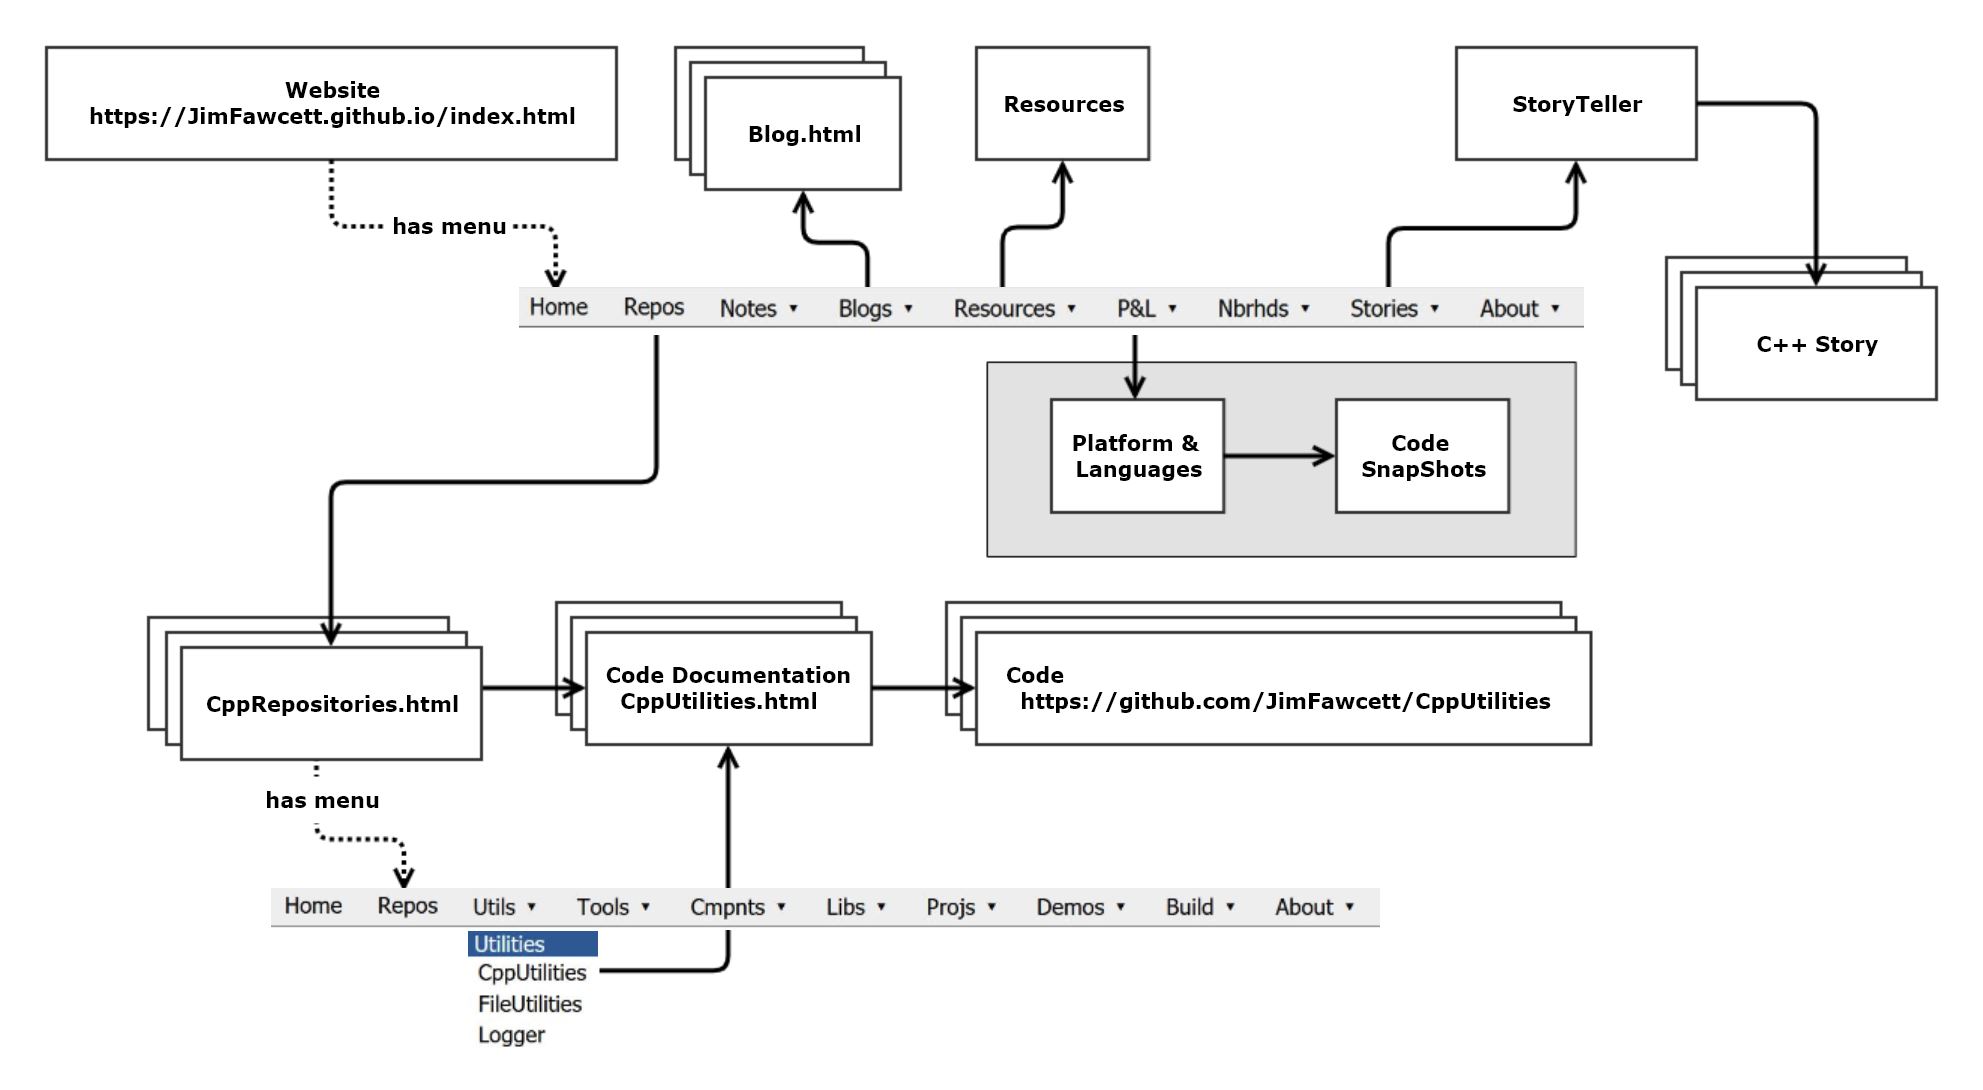 Website
https://JimFawcett.github.io/index.html
Blog.html
Resources
StoryTeller
has menu
Home Repos Notes ▼ Blogs ▼ Resources ▼ P&L ▼ Nbrhds ▼ Stories ▼ About ▼
C++ Story
Platform &
Languages
Code
SnapShots
CppRepositories.html
Code Documentation
CppUtilities.html
Code
https://github.com/JimFawcett/CppUtilities
has menu
Home Repos Utils ▼ Tools ▼ Cmpnts ▼ Libs ▼ Projs ▼ Demos ▼ Build ▼ About ▼
Utilities
CppUtilities
FileUtilities
Logger